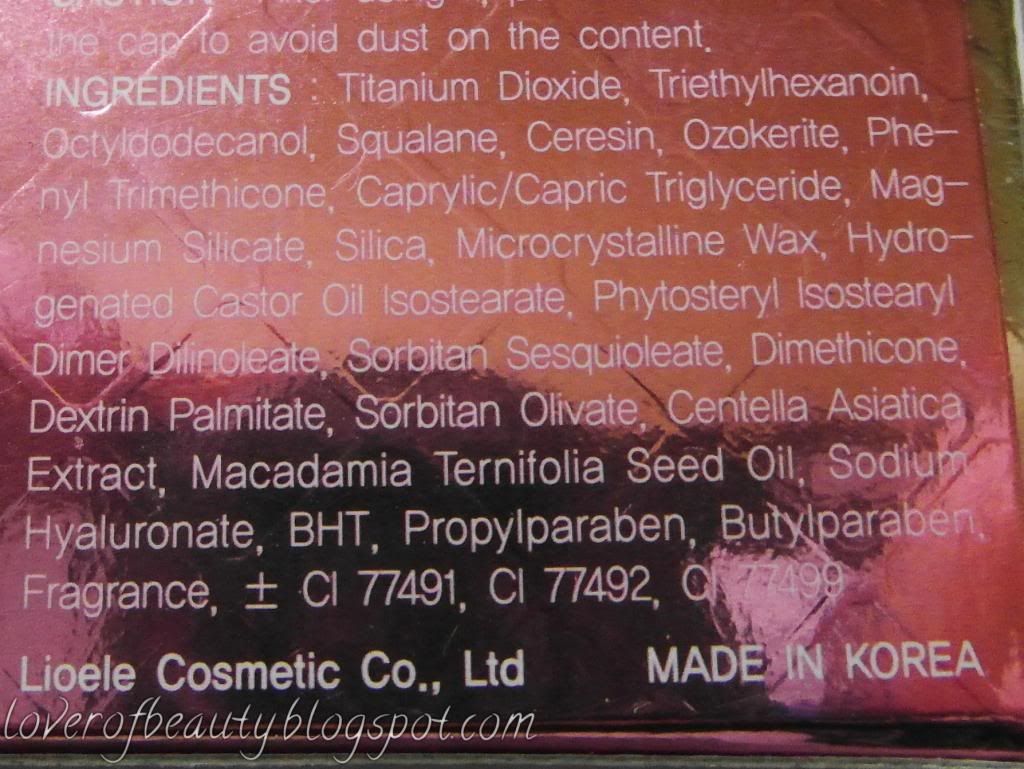 the cap to avoid dust on the content.
INGREDIENTS : Titanium Dioxide, Triethylhexanoin,
Octyldodecanol, Squalane, Ceresin, Ozokerite, Phe-
nyl Trimethicone, Caprylic/Capric Triglyceride, Mag-
nesium Silicate, Silica, Microcrystalline Wax, Hydro-
genated Castor Oil Isostearate, Phytosteryl Isostearyl
Dimer Dilinoleate, Sorbitan Sesquioleate, Dimethicone,
Dextrin Palmitate, Sorbitan Olivate, Centella Asiatica
Extract, Macadamia Ternifolia Seed Oil, Sodium
Hyaluronate, BHT, Propylparaben, Butylparaben,
Fragrance, ± CI 77491, CI 77492, CI 77499
Lioele Cosmetic Co., Ltd MADE IN KOREA
loverofbeauty.blogspot.com